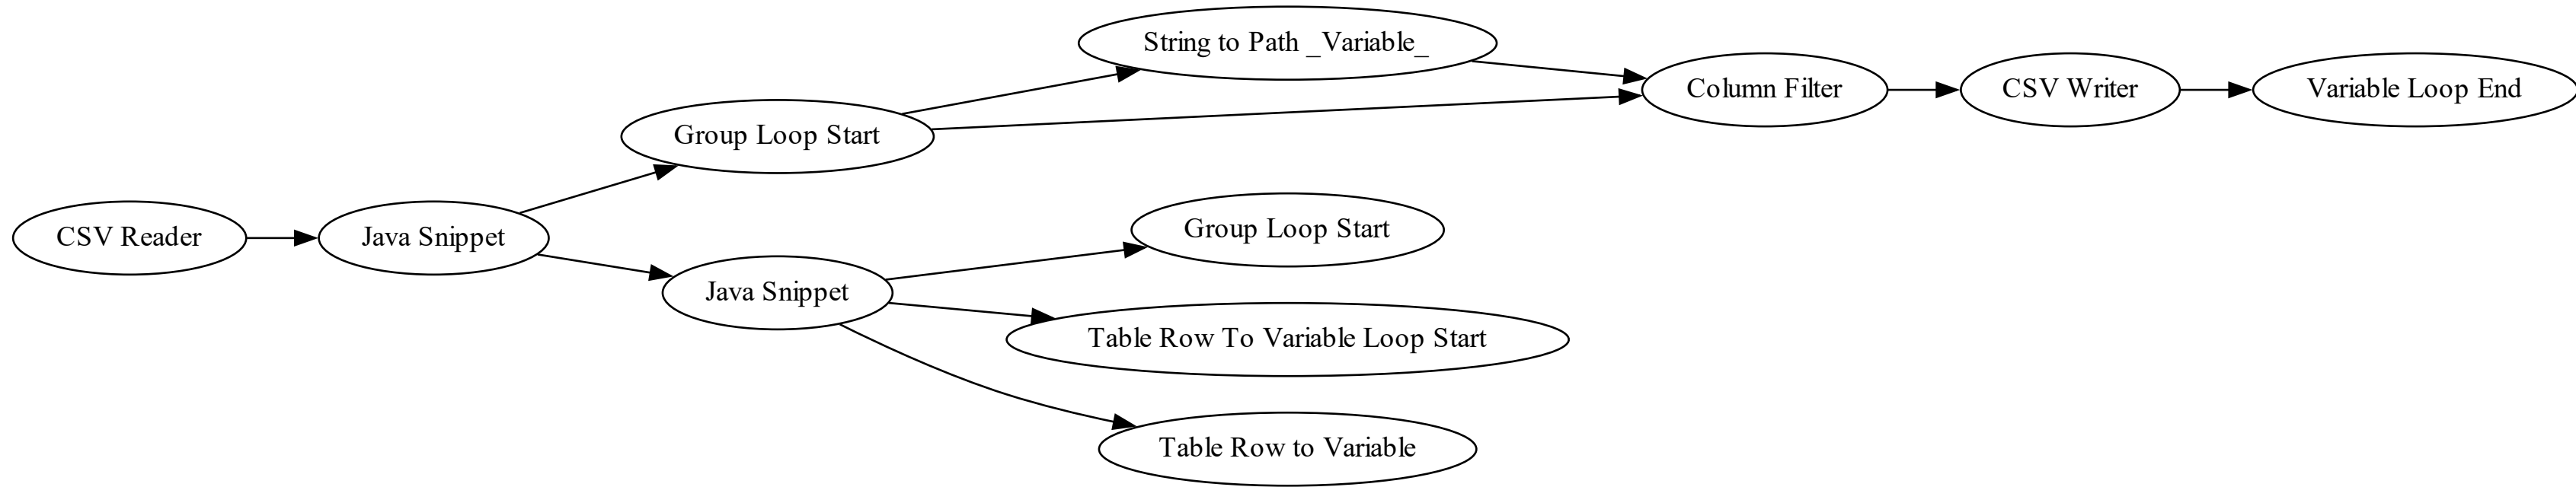 String to Path _Variable_
Column Filter
CSV Writer
Variable Loop End
Group Loop Start
CSV Reader
Java Snippet
Group Loop Start
Java Snippet
Table Row To Variable Loop Start
Table Row to Variable